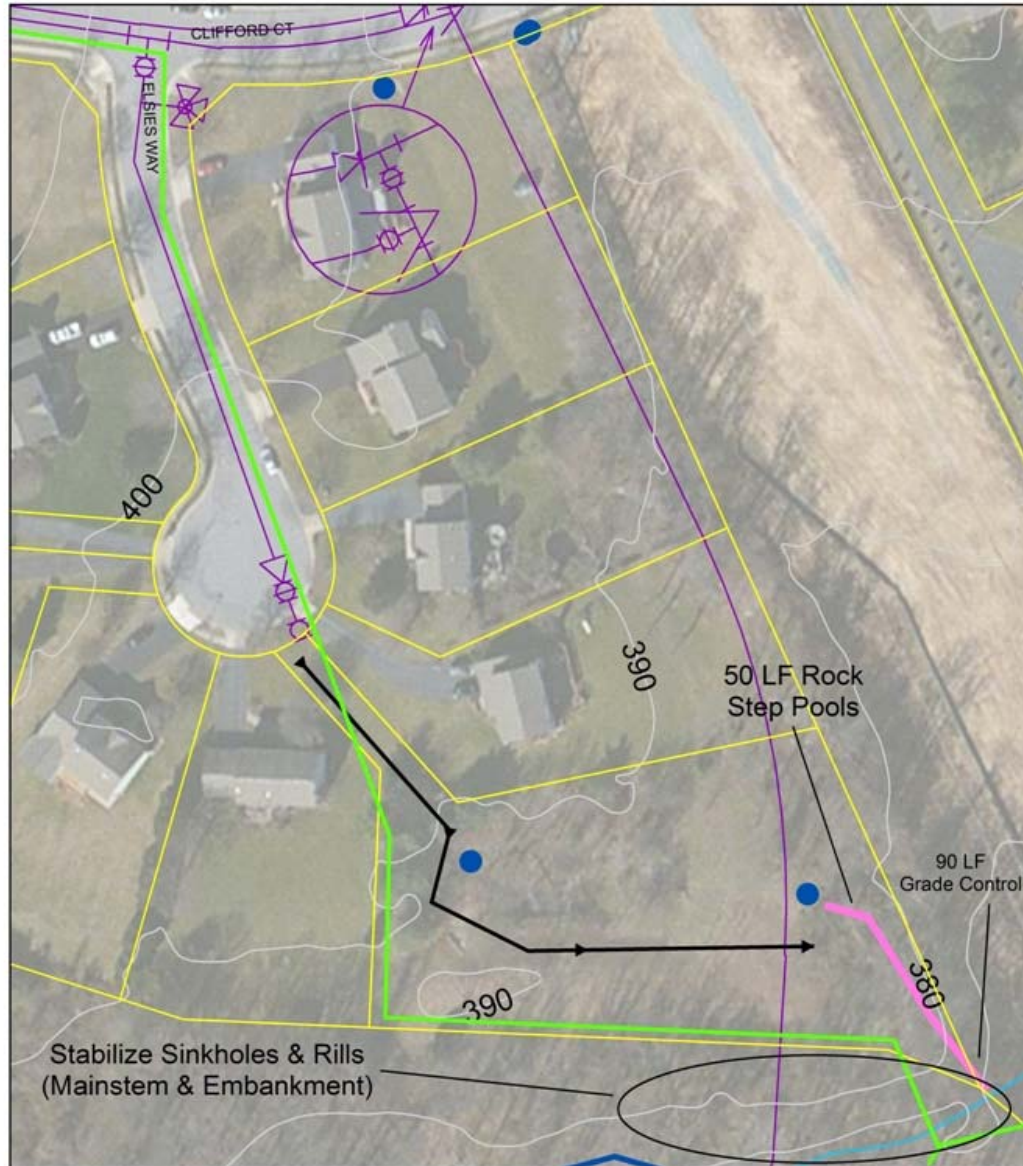 CLIFFORD CT
ELSIES WAY
400
390
50 LF Rock
Step Pools
90 LF
Grade Control
380
390
Stabilize Sinkholes & Rills
(Mainstem & Embankment)